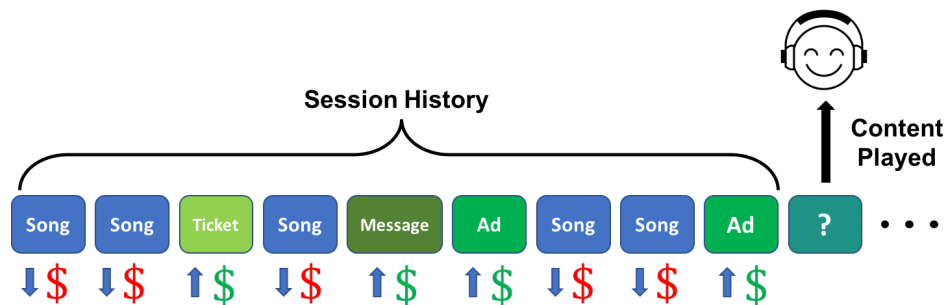 Session History
Content
Played
Song Song Ticket Song Message Ad Song Song Ad ? • • •
$ $ $ $ $ $ $ $ $